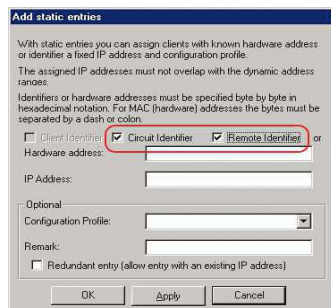 Add static entries
With static entries you can assign clients with known hardware address
or identifier a fixed IP address and configuration profile.
The assigned IP addresses must not overlap with the dynamic address
ranges.
Identifiers or hardware addresses must be specified byte by byte in
hexadecimal notation. For MAC (hardware) addresses the bytes must be
separated by a dash or colon.
Client Identifier Circuit Identifier Remote Identifier or
Hardware address:
IP Address:
Optional
Configuration Profile:
Remark:
Redundant entry (allow entry with an existing IP address)
OK Apply Cancel